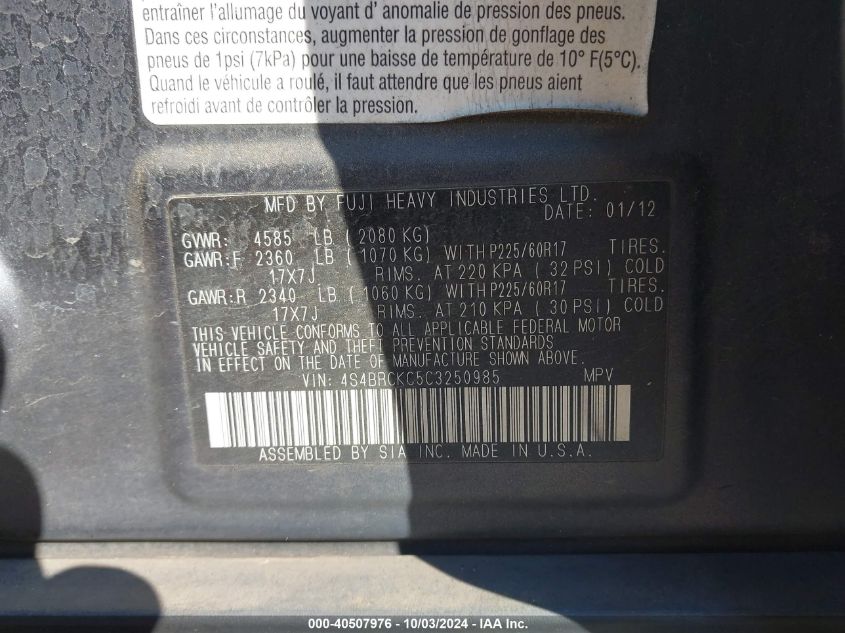 entraîner l'allumage du voyant d' anomalie de pression des pneus.
Dans ces circonstances, augmenter la pression de gonflage des
pneus de 1psi (7kPa) pour une baisse de température de 10° F(5°C).
Quand le véhicule a roulé, il faut attendre que les pneus aient
refroidi avant de contrôler la pression.
MFD BY FUJI HEAVY INDUSTRIES LTD.
DATE: 01/12
GVWR: 4585 LB ( 2080 KG)
GAWR:F 2360 LB ( 1070 KG) WITH P225/60R17 TIRES.
17X7J RIMS. AT 220 KPA ( 32 PSI) COLD
GAWR:R 2340 LB ( 1060 KG) WITH P225/60R17 TIRES.
17X7J RIMS. AT 210 KPA ( 30 PSI) COLD
THIS VEHICLE CONFORMS TO ALL APPLICABLE FEDERAL MOTOR
VEHICLE SAFETY AND THEFT PREVENTION STANDARDS
IN EFFECT ON THE DATE OF MANUFACTURE SHOWN ABOVE.
VIN: 4S4BRCKC5C3250985 MPV
ASSEMBLED BY SIA INC. MADE IN U.S.A.
000-40507976 - 10/03/2024 - IAA Inc.